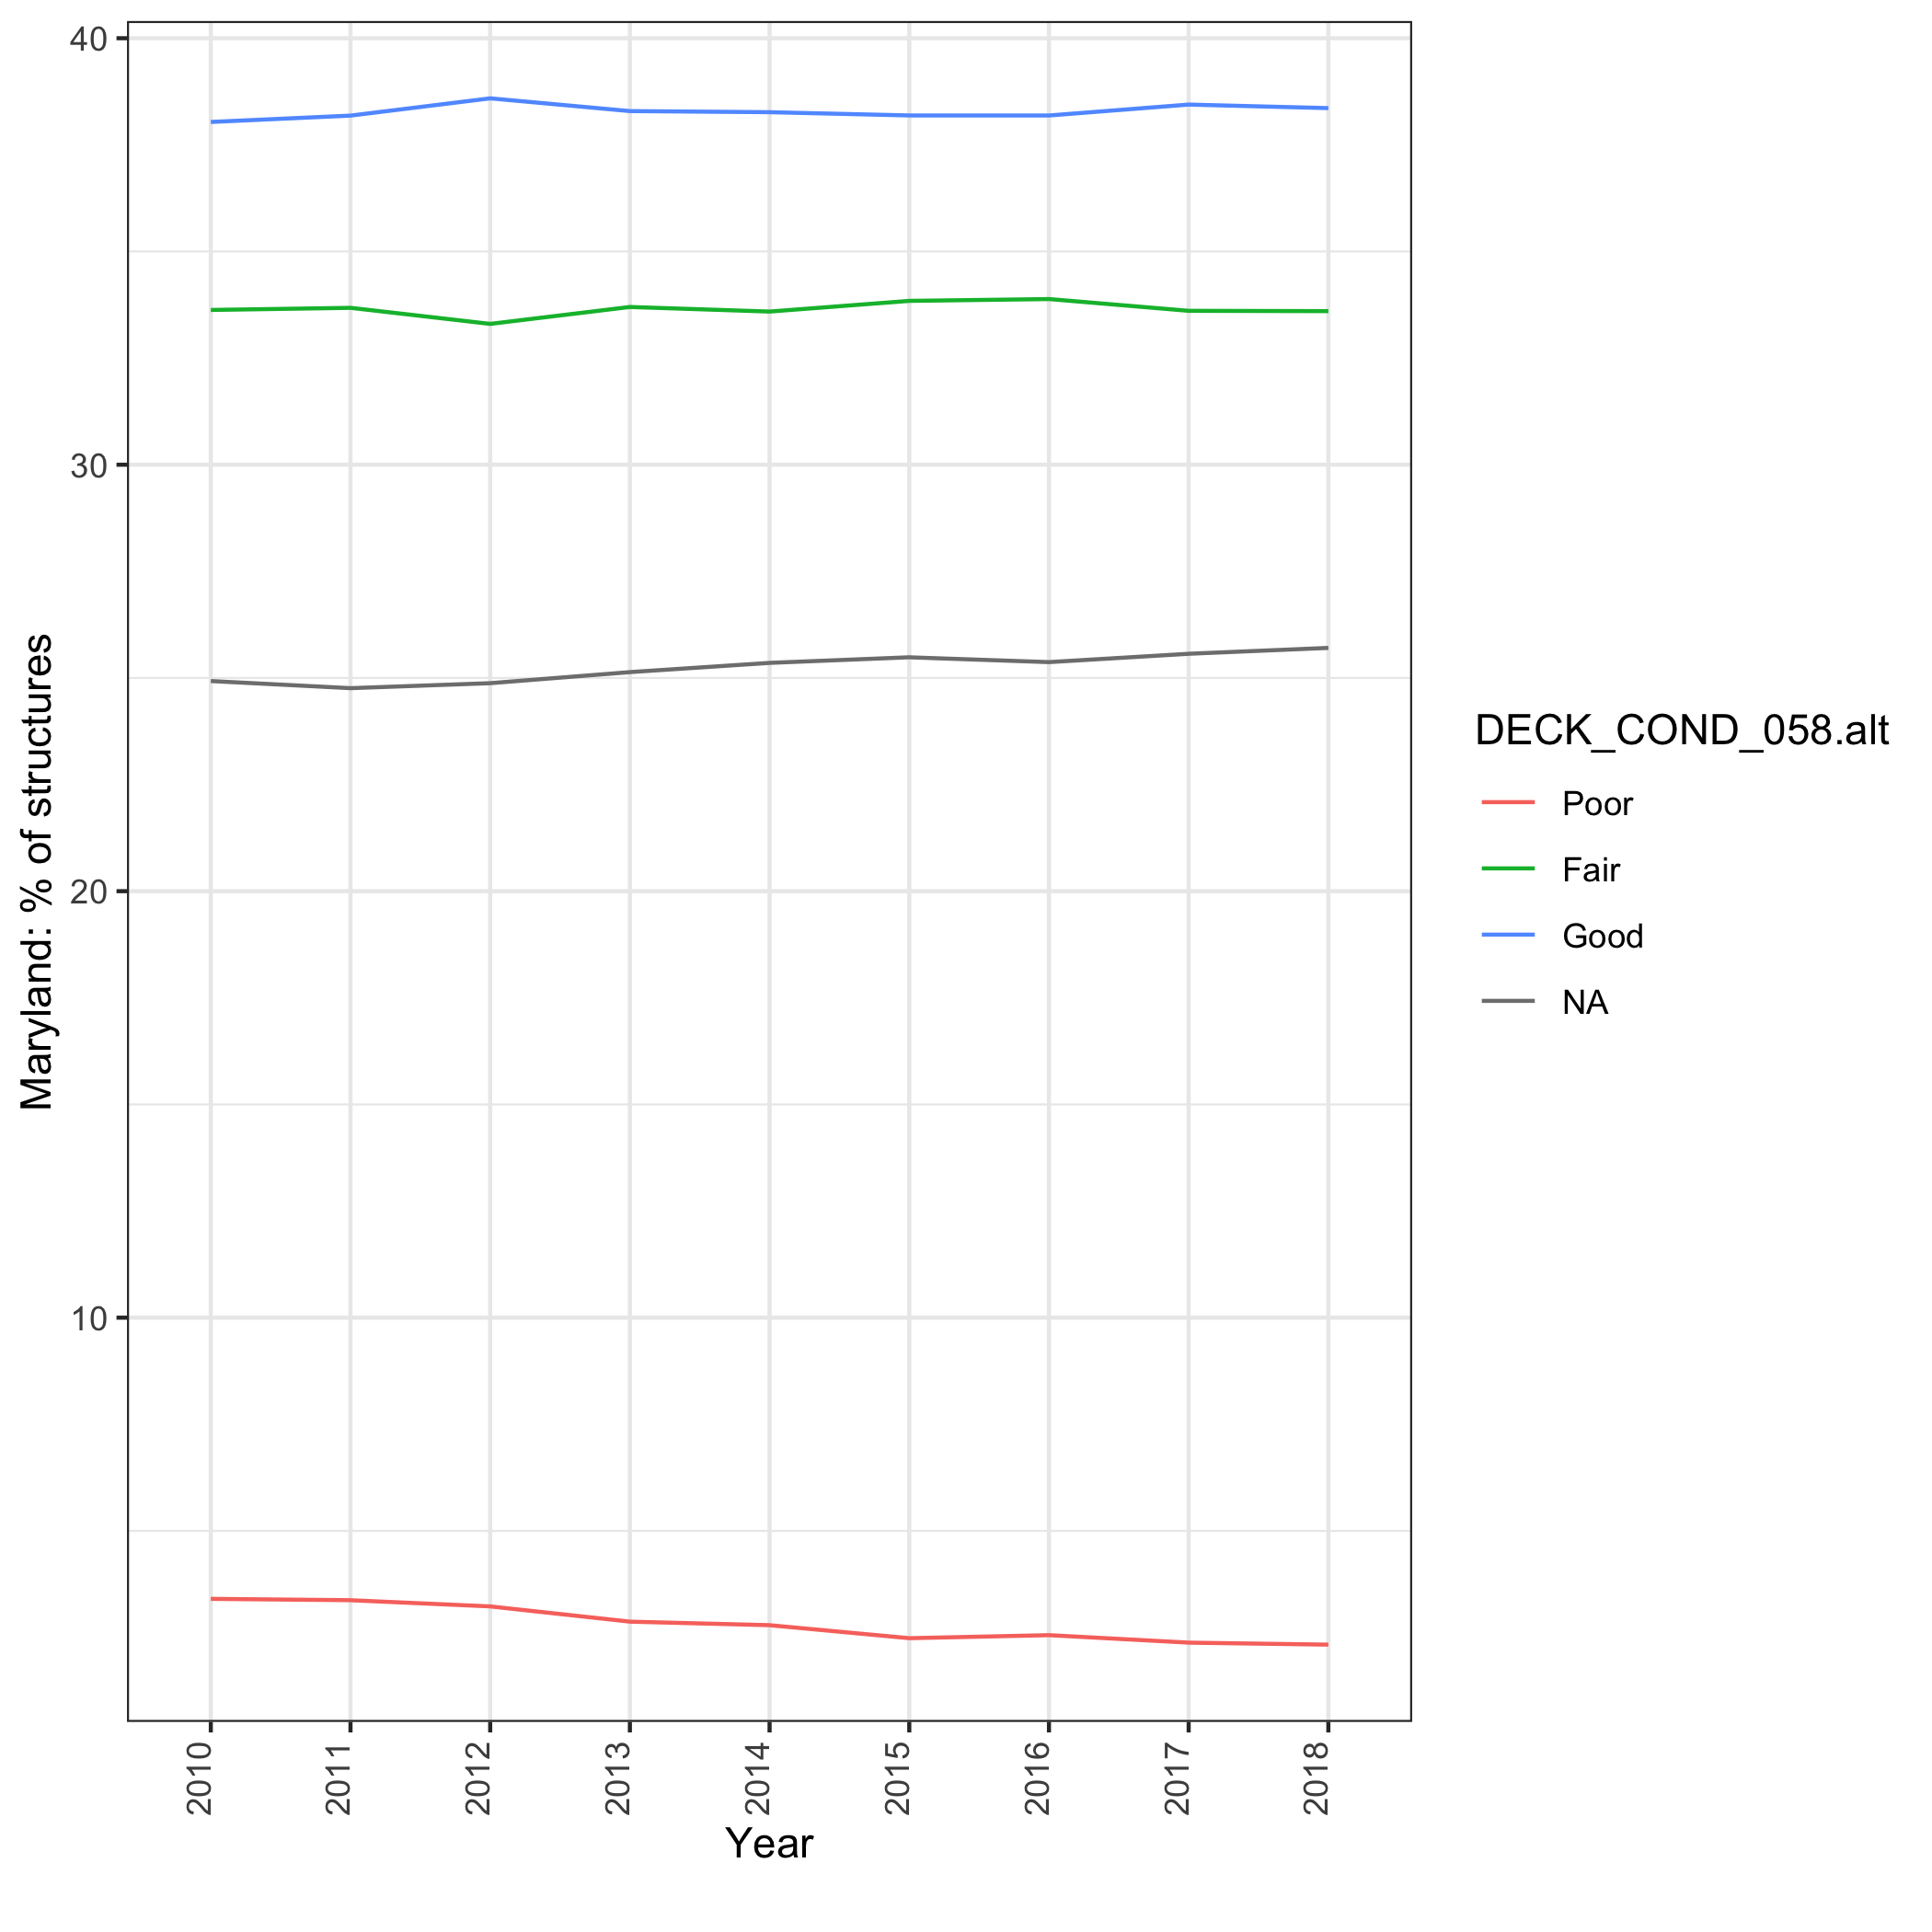 40
30
20
10
Maryland: % of structures
2010
2011
2012
2013
2014
2015
2016
2017
2018
Year
DECK_COND_058.alt
Poor
Fair
Good
NA